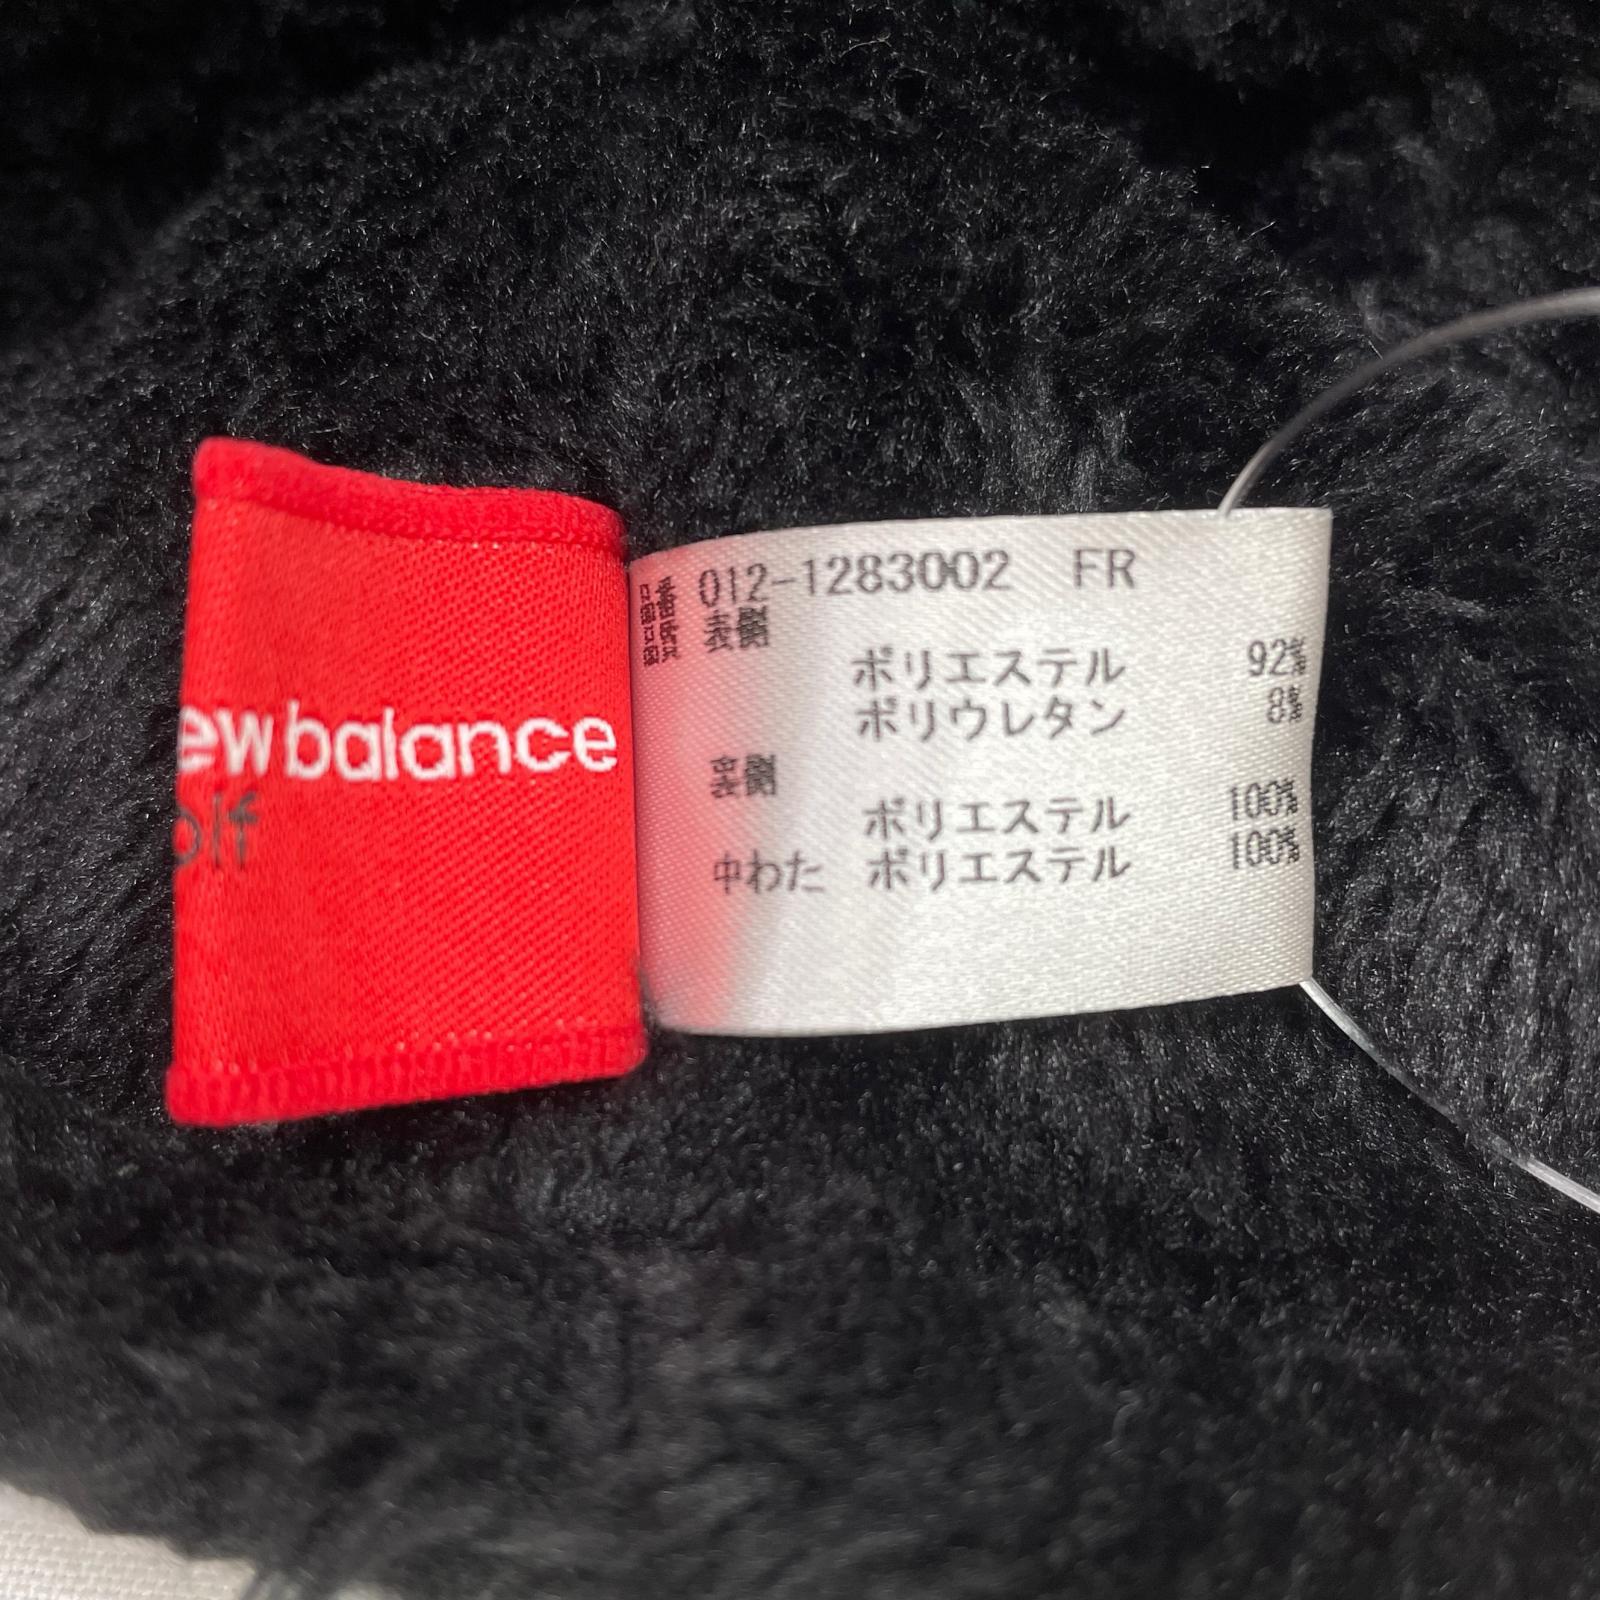 ew balance
olf
012-1283002 FR
表側
ポリエステル 92%
ポリウレタン 8%
裏側
ポリエステル 100%
中わた ポリエステル 100%